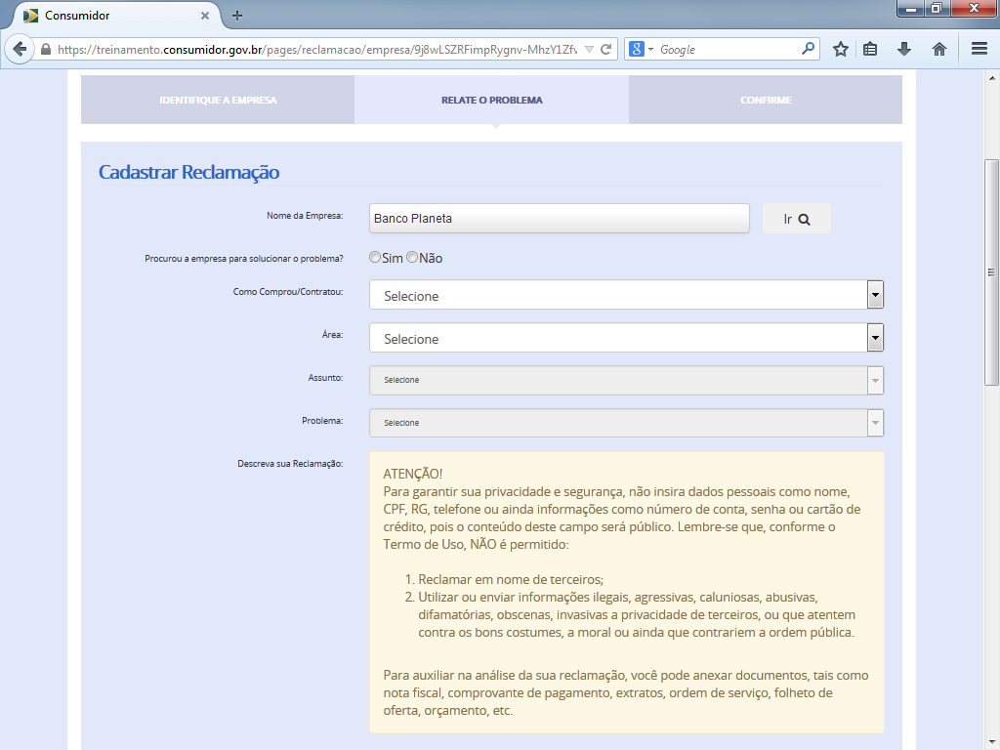 Consumidor
https://treinamento.consumidor.gov.br/pages/reclamacao/empresa/9j8wLSZRFimpRygnv-MhzY1Zfv
Google
IDENTIFIQUE A EMPRESA
RELATE O PROBLEMA
CONFIRME
Cadastrar Reclamação
Nome da Empresa:
Banco Planeta
Ir
Procurou a empresa para solucionar o problema?
Sim Não
Como Comprou/Contratou:
Selecione
Área:
Selecione
Assunto:
Selecione
Problema:
Selecione
Descreva sua Reclamação:
ATENÇÃO!
Para garantir sua privacidade e segurança, não insira dados pessoais como nome,
CPF, RG, telefone ou ainda informações como número de conta, senha ou cartão de
crédito, pois o conteúdo deste campo será público. Lembre-se que, conforme o
Termo de Uso, NÃO é permitido:
1. Reclamar em nome de terceiros;
2. Utilizar ou enviar informações ilegais, agressivas, caluniosas, abusivas,
difamatórias, obscenas, invasivas a privacidade de terceiros, ou que atentem
contra os bons costumes, a moral ou ainda que contrariem a ordem pública.
Para auxiliar na análise da sua reclamação, você pode anexar documentos, tais como
nota fiscal, comprovante de pagamento, extratos, ordem de serviço, folheto de
oferta, orçamento, etc.